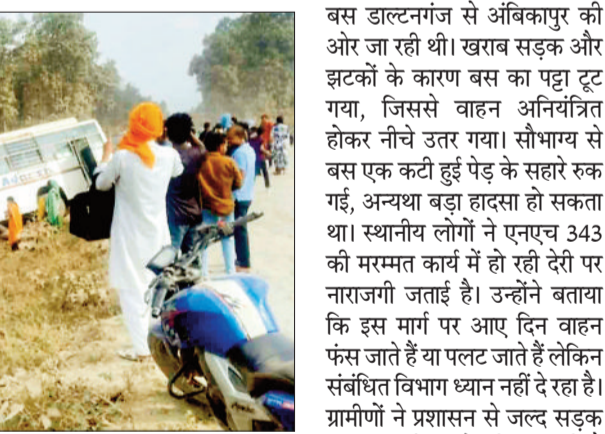 बस डाल्टनगंज से अंबिकापुर की
ओर जा रही थी। खराब सड़क और
झटकों के कारण बस का पट्टा टूट
गया, जिससे वाहन अनियंत्रित
होकर नीचे उतर गया। सौभाग्य से
बस एक कटी हुई पेड़ के सहारे रुक
गई, अन्यथा बड़ा हादसा हो सकता
था। स्थानीय लोगों ने एनएच 343
की मरम्मत कार्य में हो रही देरी पर
नाराजगी जताई है। उन्होंने बताया
कि इस मार्ग पर आए दिन वाहन
फंस जाते हैं या पलट जाते हैं लेकिन
संबंधित विभाग ध्यान नहीं दे रहा है।
ग्रामीणों ने प्रशासन से जल्द सड़क